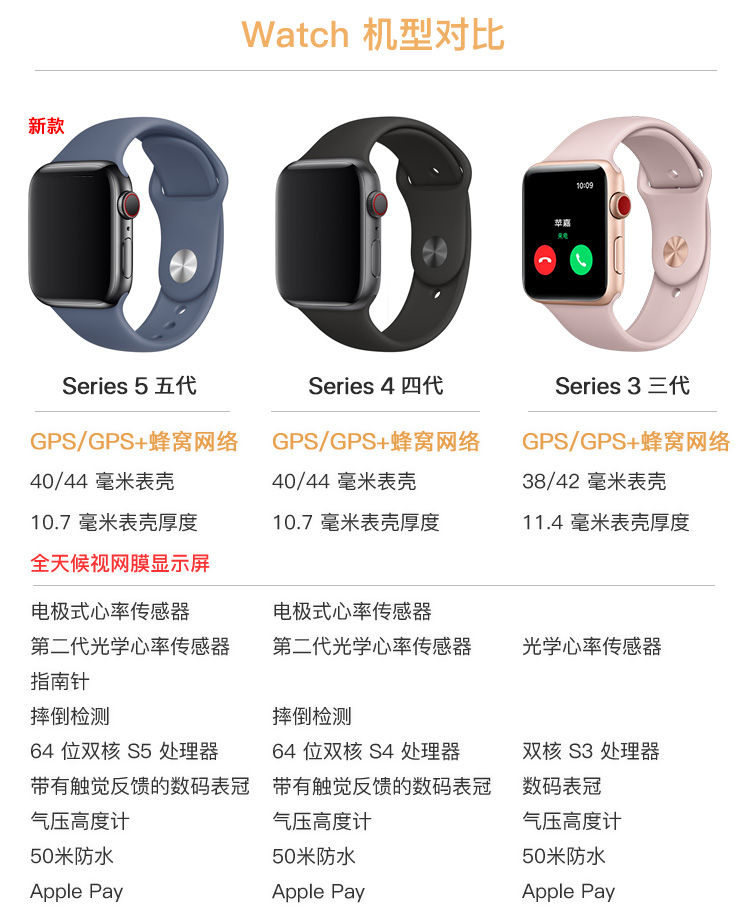 Watch 机型对比
新款
10:09
苹嘉
来电
Series 5 五代
Series 4 四代
Series 3 三代
GPS/GPS+蜂窝网络
GPS/GPS+蜂窝网络
GPS/GPS+蜂窝网络
40/44 毫米表壳
40/44 毫米表壳
38/42 毫米表壳
10.7 毫米表壳厚度
10.7 毫米表壳厚度
11.4 毫米表壳厚度
全天候视网膜显示屏
电极式心率传感器
电极式心率传感器
第二代光学心率传感器
第二代光学心率传感器
光学心率传感器
指南针
摔倒检测
摔倒检测
64 位双核 S5 处理器
64 位双核 S4 处理器
双核 S3 处理器
带有触觉反馈的数码表冠
带有触觉反馈的数码表冠
数码表冠
气压高度计
气压高度计
气压高度计
50米防水
50米防水
50米防水
Apple Pay
Apple Pay
Apple Pay